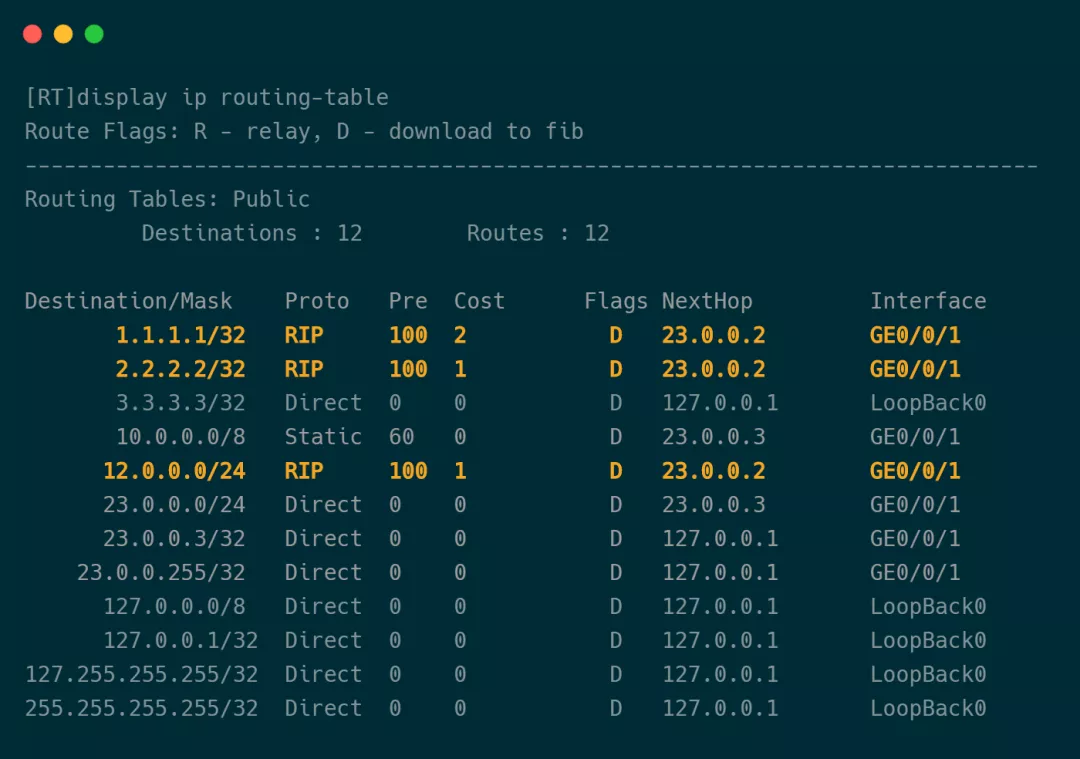 [RT]display ip routing-table
Route Flags: R - relay, D - download to fib
------------------------------------------------------------------------------
Routing Tables: Public
         Destinations : 12        Routes : 12

Destination/Mask    Proto   Pre  Cost      Flags NextHop         Interface
       1.1.1.1/32   RIP     100  2           D   23.0.0.2        GE0/0/1
       2.2.2.2/32   RIP     100  1           D   23.0.0.2        GE0/0/1
       3.3.3.3/32   Direct  0    0           D   127.0.0.1       LoopBack0
       10.0.0.0/8   Static  60   0           D   23.0.0.3        GE0/0/1
      12.0.0.0/24   RIP     100  1           D   23.0.0.2        GE0/0/1
      23.0.0.0/24   Direct  0    0           D   23.0.0.3        GE0/0/1
      23.0.0.3/32   Direct  0    0           D   127.0.0.1       GE0/0/1
    23.0.0.255/32   Direct  0    0           D   127.0.0.1       GE0/0/1
      127.0.0.0/8   Direct  0    0           D   127.0.0.1       LoopBack0
      127.0.0.1/32  Direct  0    0           D   127.0.0.1       LoopBack0
127.255.255.255/32  Direct  0    0           D   127.0.0.1       LoopBack0
255.255.255.255/32  Direct  0    0           D   127.0.0.1       LoopBack0